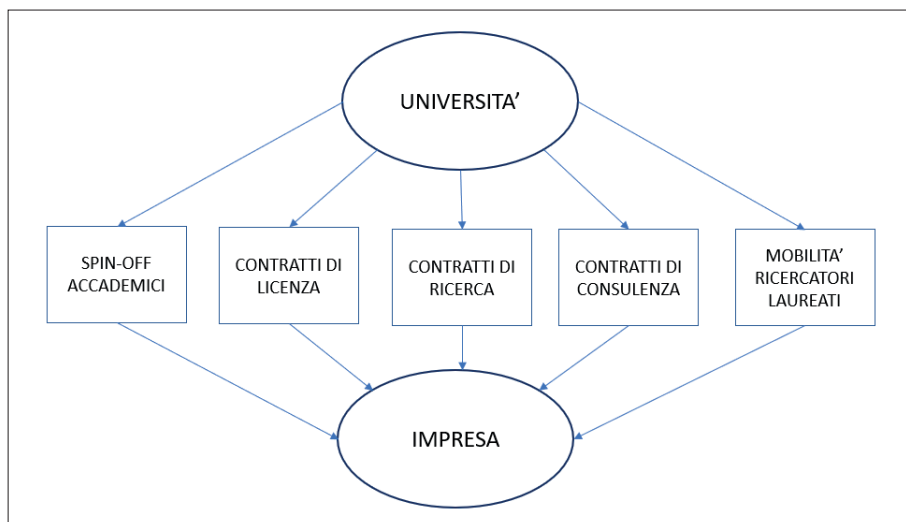 UNIVERSITA’
SPIN-OFF
ACCADEMICI
CONTRATTI DI
LICENZA
CONTRATTI DI
RICERCA
CONTRATTI DI
CONSULENZA
MOBILITA’
RICERCATORI
LAUREATI
IMPRESA